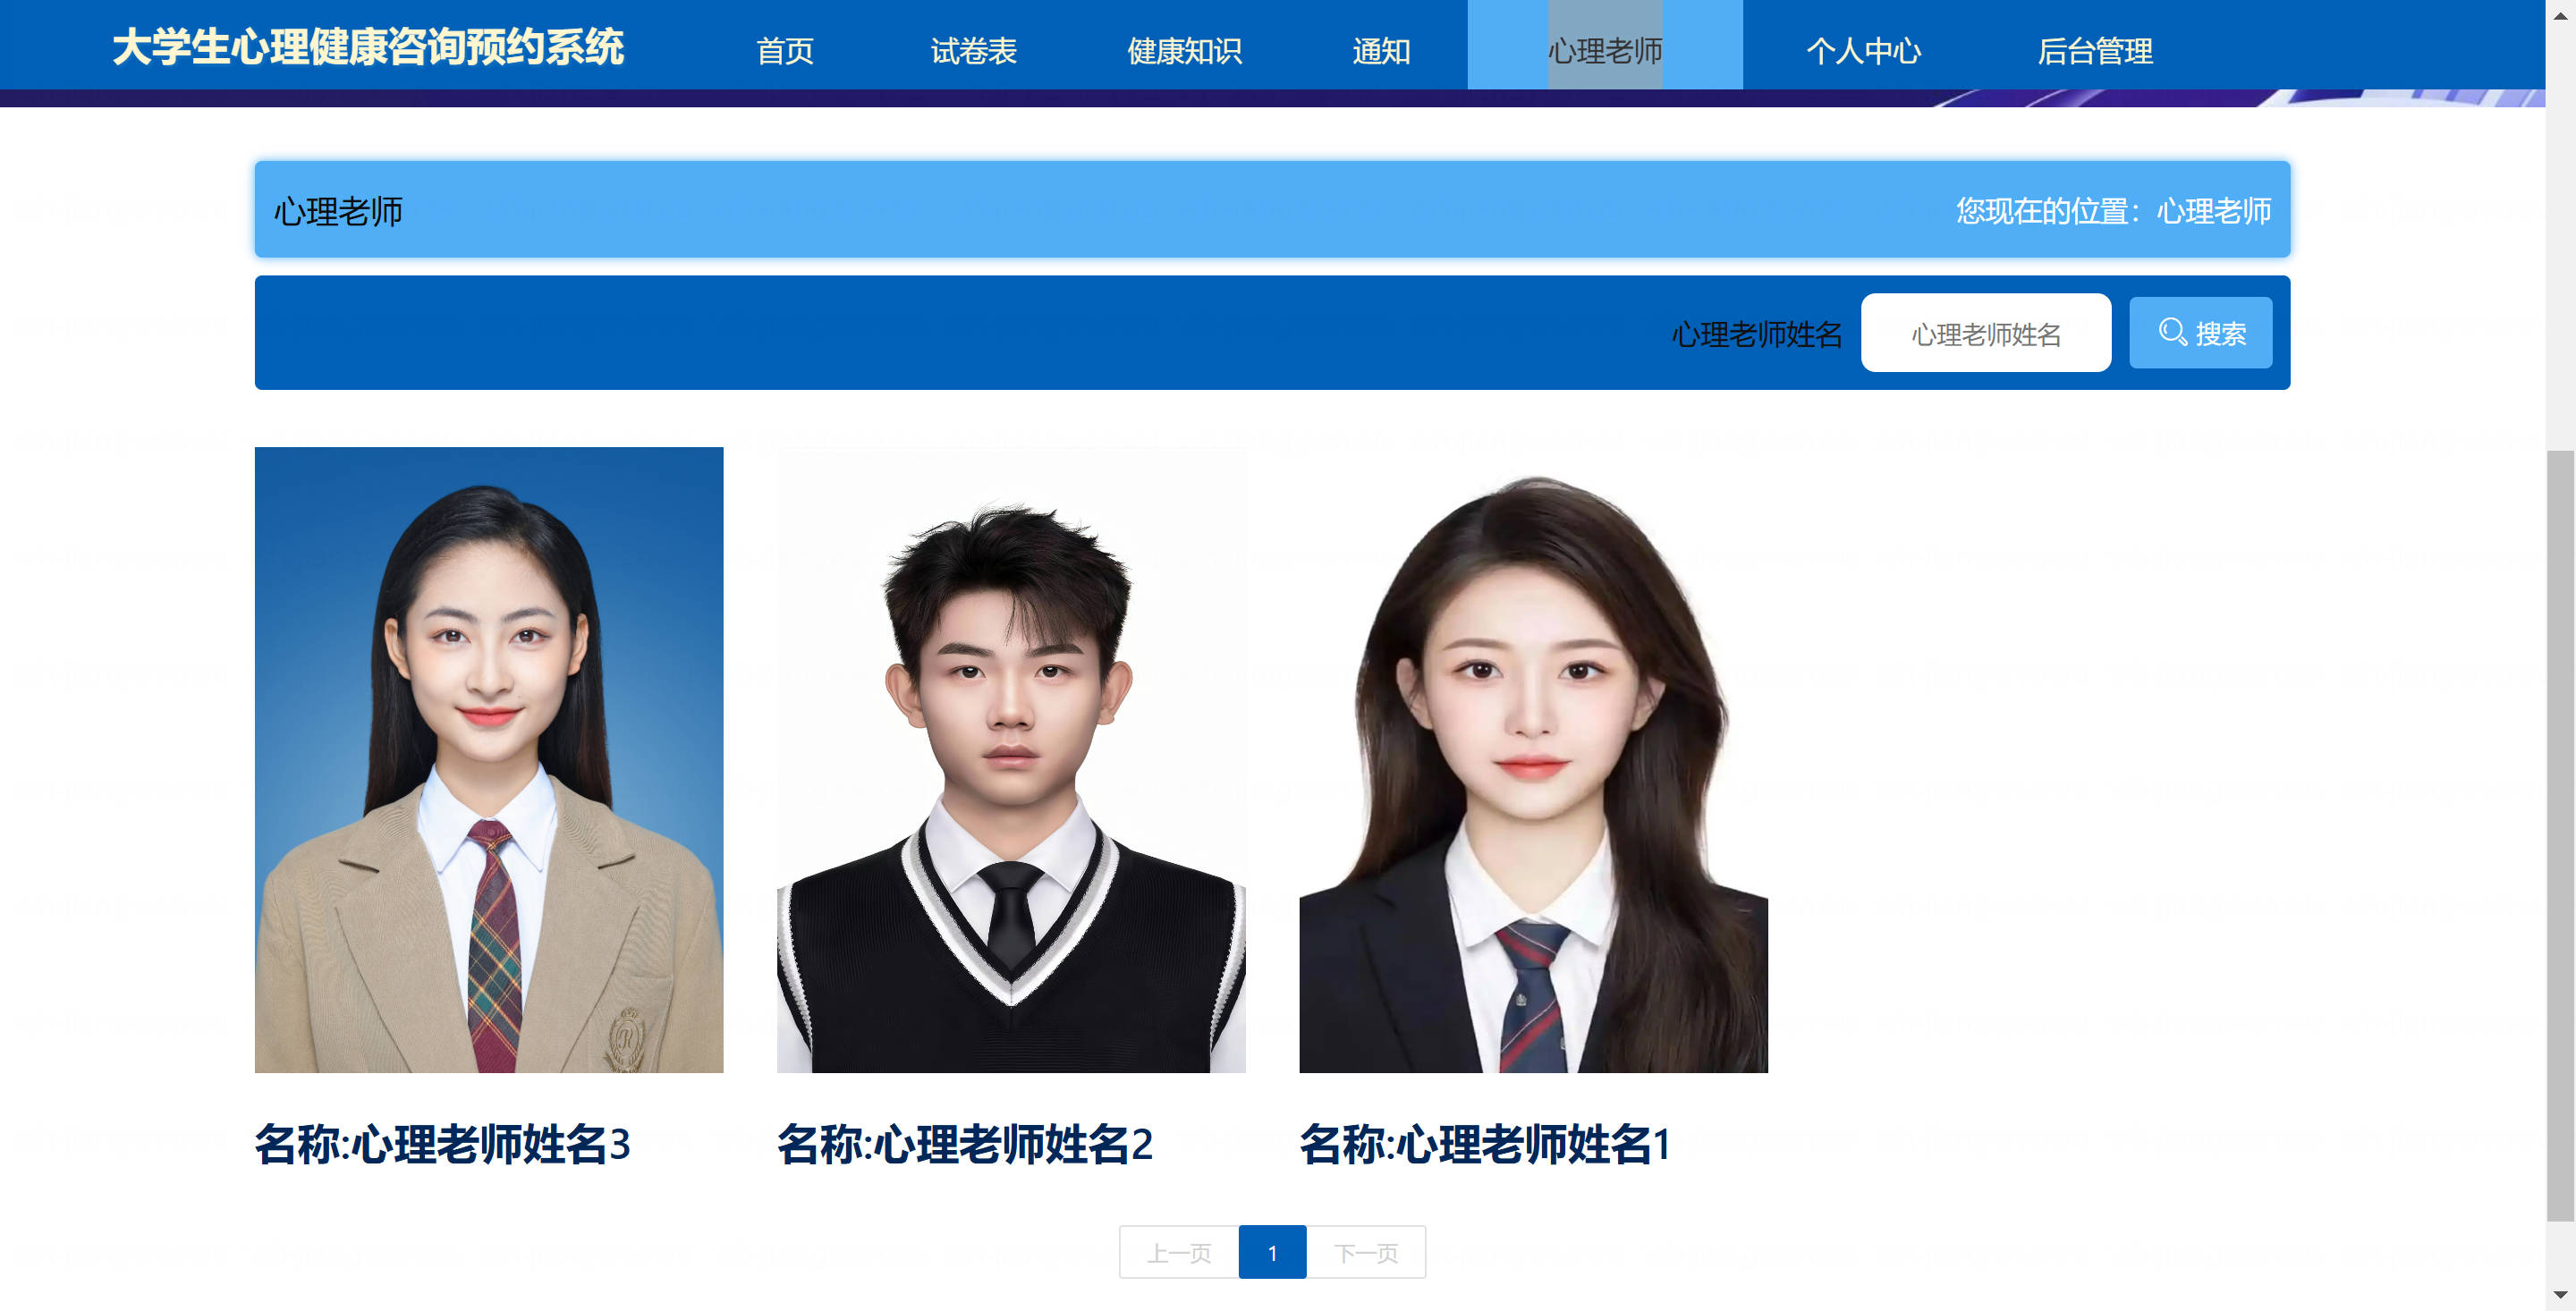 大学生心理健康咨询预约系统
首页
试卷表
健康知识
通知
心理老师
个人中心
后台管理
心理老师
您现在的位置：心理老师
心理老师姓名
心理老师姓名
搜索
名称:心理老师姓名3
名称:心理老师姓名2
名称:心理老师姓名1
上一页
1
下一页